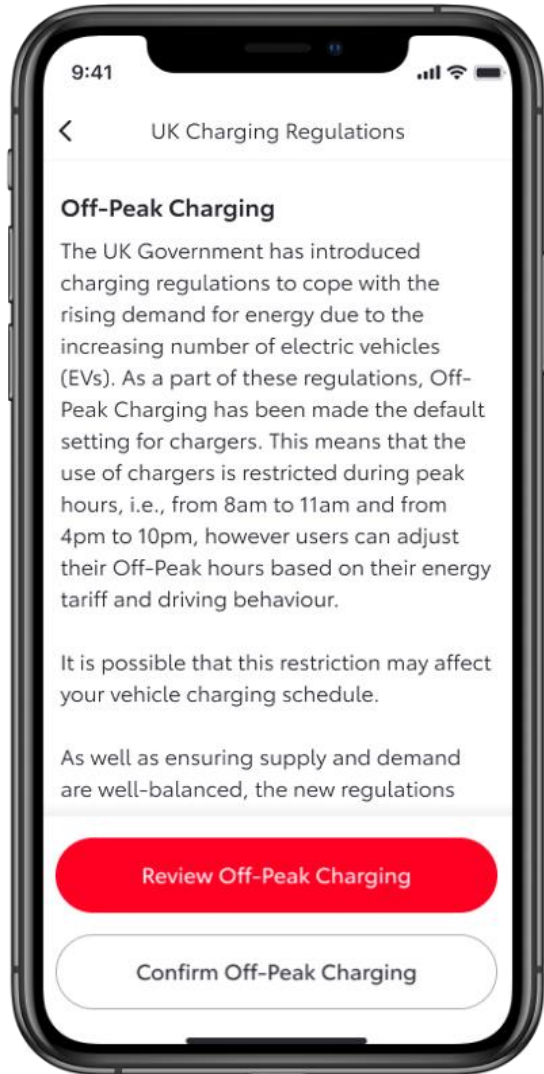 9:41
UK Charging Regulations
Off-Peak Charging
The UK Government has introduced
charging regulations to cope with the
rising demand for energy due to the
increasing number of electric vehicles
(EVs). As a part of these regulations, Off-
Peak Charging has been made the default
setting for chargers. This means that the
use of chargers is restricted during peak
hours, i.e., from 8am to 11am and from
4pm to 10pm, however users can adjust
their Off-Peak hours based on their energy
tariff and driving behaviour.
It is possible that this restriction may affect
your vehicle charging schedule.
As well as ensuring supply and demand
are well-balanced, the new regulations
Review Off-Peak Charging
Confirm Off-Peak Charging